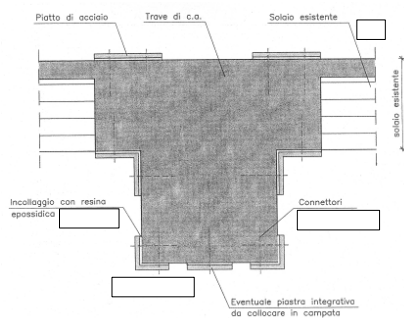 Piatto di acciaio
Trave di c.a.
Solaio esistente
solaio esistente
Incollaggio con resina
epossidica
Connettori
Eventuale piastra integrativa
da collocare in campata